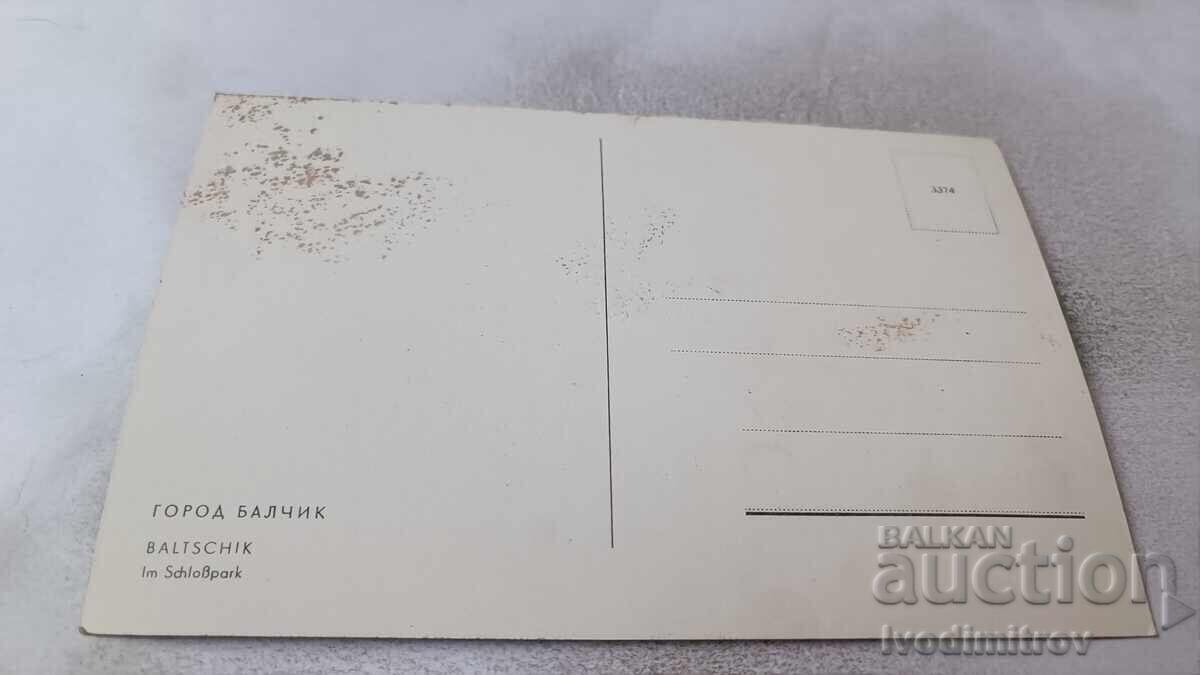 3374
ГОРОД БАЛЧИК
BALTSCHIK
Im Schloßpark
BALKAN
auction
Ivodimitrov